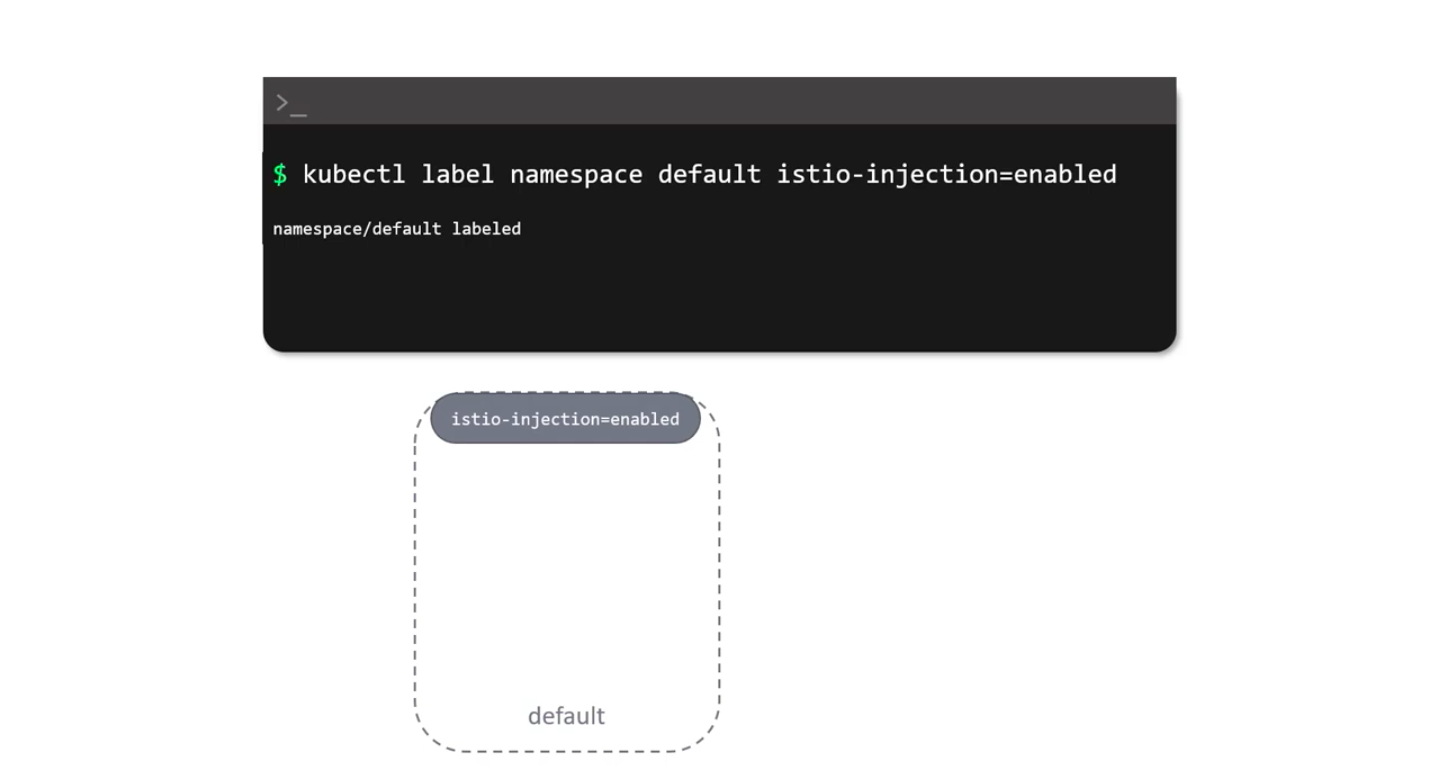 >_
$ kubectl label namespace default istio-injection=enabled
namespace/default labeled
istio-injection=enabled
default